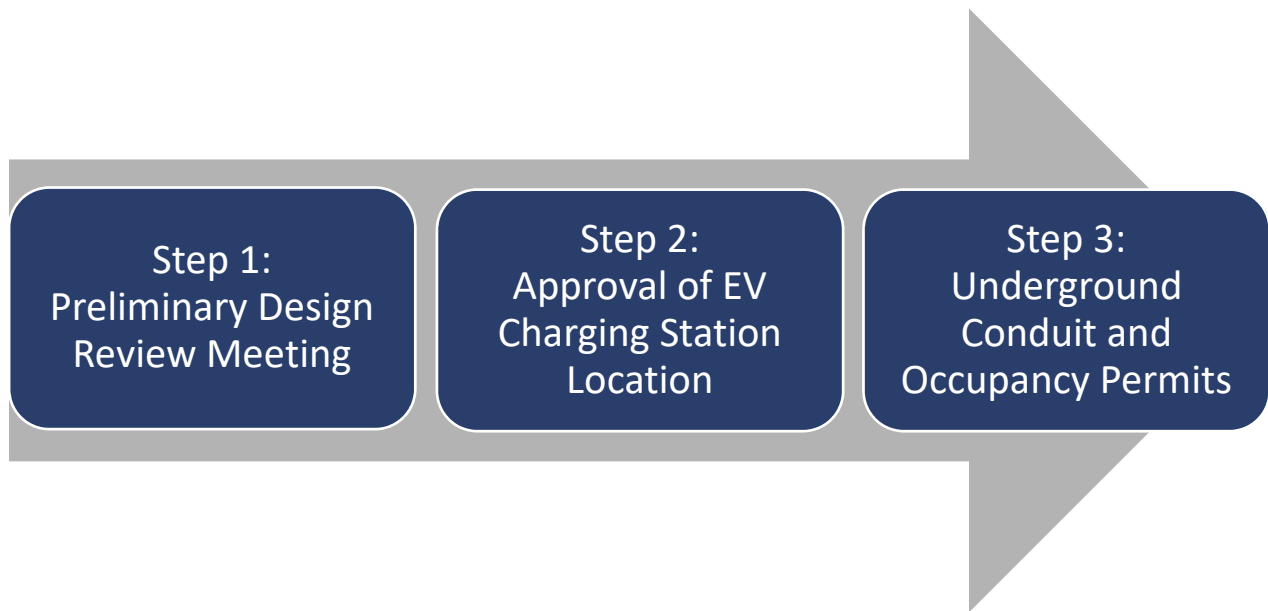 Step 1:
Preliminary Design
Review Meeting
Step 2:
Approval of EV
Charging Station
Location
Step 3:
Underground
Conduit and
Occupancy Permits